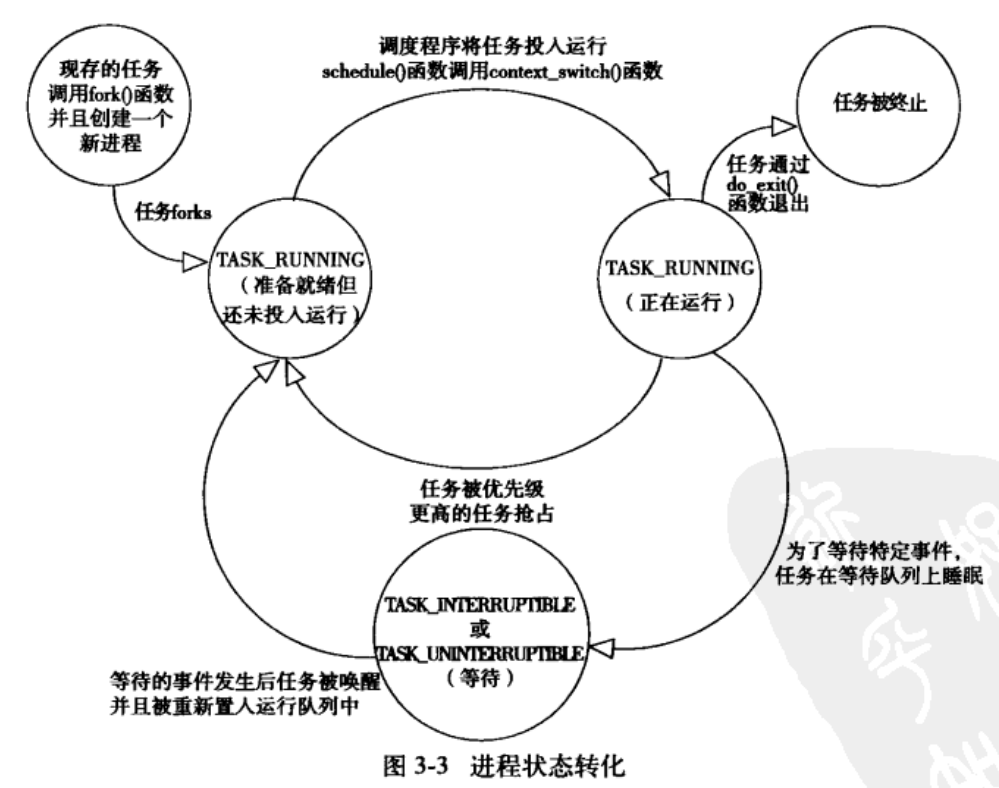 现存的任务
调用fork()函数
并且创建一个
新进程
调度程序将任务投入运行
schedule()函数调用context_switch()函数
任务被终止
任务通过
do_exit()
函数退出
任务forks
TASK_RUNNING
（准备就绪但
还未投入运行）
TASK_RUNNING
（正在运行）
任务被优先级
更高的任务抢占
为了等待特定事件，
任务在等待队列上睡眠
TASK_INTERRUPTIBLE
或
TASK_UNINTERRUPTIBLE
（等待）
等待的事件发生后任务被唤醒
并且被重新置入运行队列中
图 3-3 进程状态转化